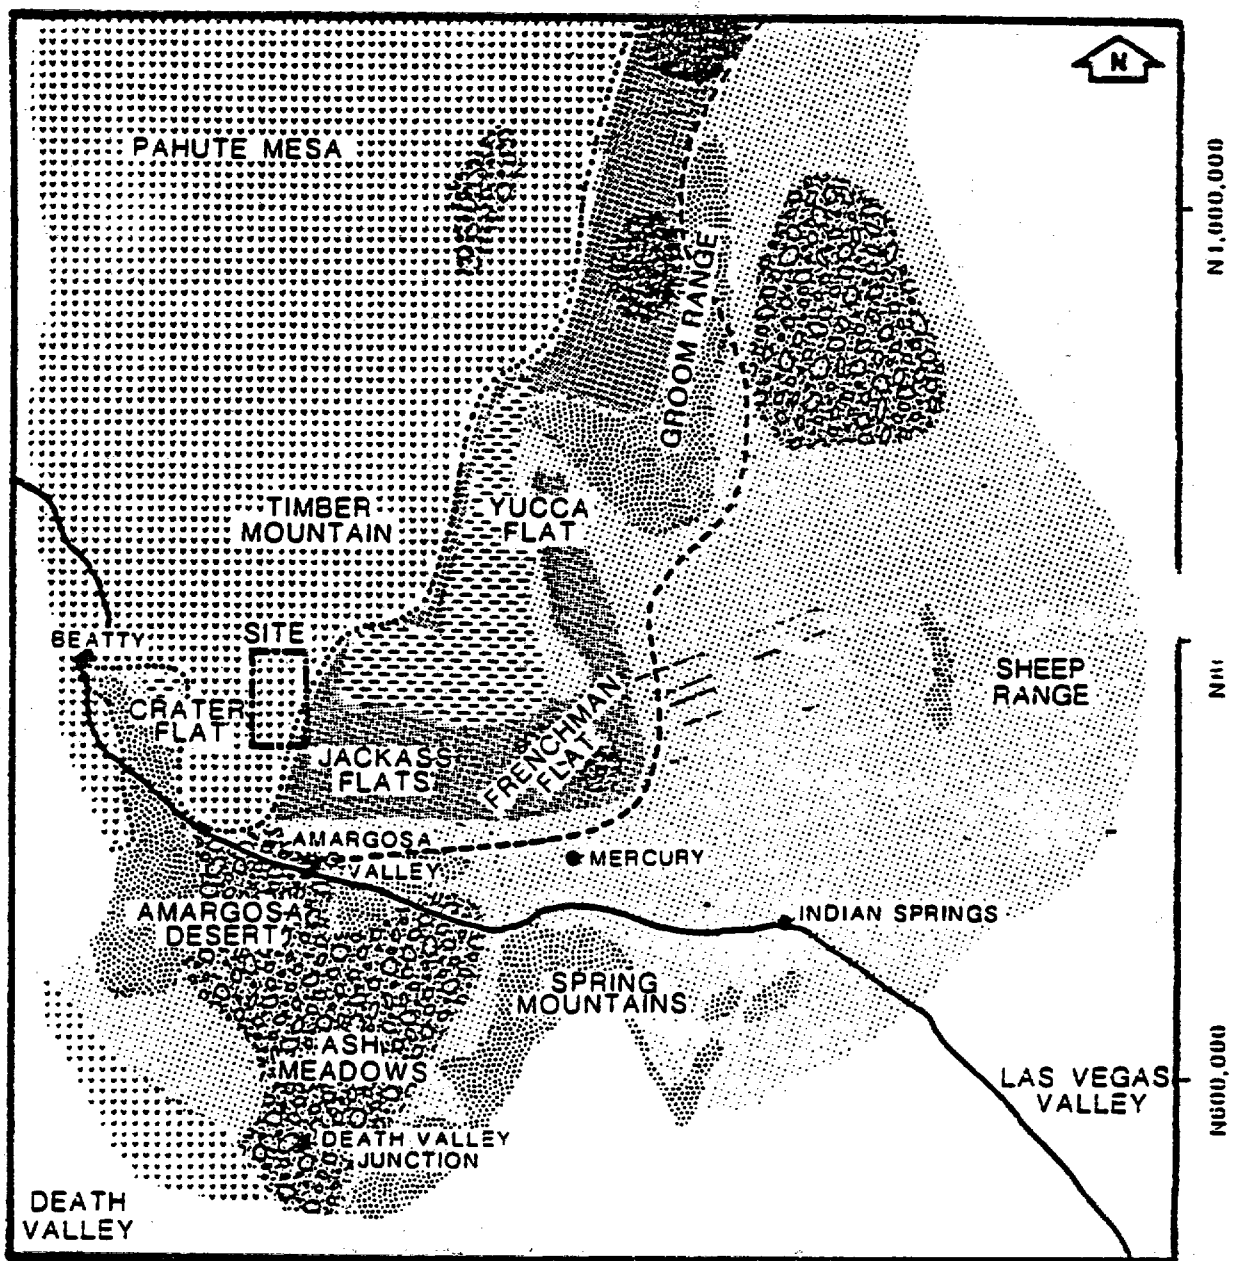 N
PAHUTE MESA
N1,000,000
GROOM RANGE
TIMBER
MOUNTAIN
YUCCA
FLAT
BEATTY
SITE
SHEEP
RANGE
CRATER
FLAT
FRENCHMAN
FLAT
JACKASS
FLATS
AMARGOSA
VALLEY
MERCURY
AMARGOSA
DESERT
INDIAN SPRINGS
SPRING
MOUNTAINS
ASH
MEADOWS
LAS VEGAS
VALLEY
N600,000
DEATH VALLEY
JUNCTION
DEATH
VALLEY